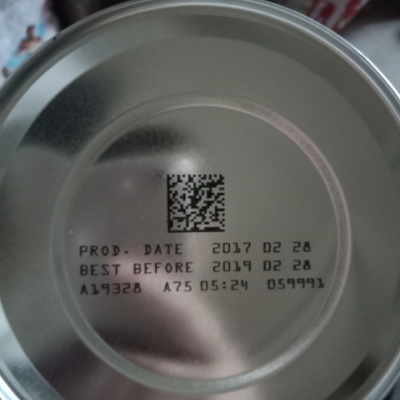 PROD. DATE 2017 02 28
BEST BEFORE 2019 02 28
A19328 A75 05:24 059991